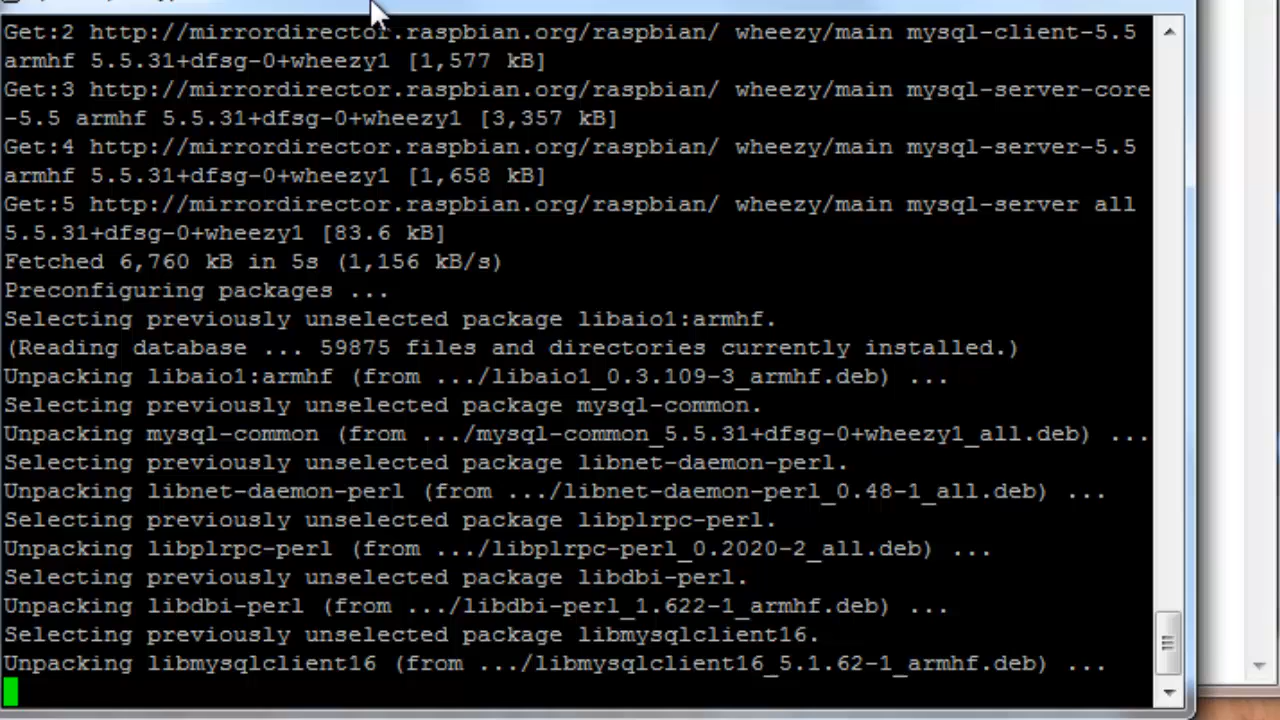 Get:2 http://mirrordirector.raspbian.org/raspbian/ wheezy/main mysql-client-5.5
armhf 5.5.31+dfsg-0+wheezy1 [1,577 kB]
Get:3 http://mirrordirector.raspbian.org/raspbian/ wheezy/main mysql-server-core
-5.5 armhf 5.5.31+dfsg-0+wheezy1 [3,357 kB]
Get:4 http://mirrordirector.raspbian.org/raspbian/ wheezy/main mysql-server-5.5
armhf 5.5.31+dfsg-0+wheezy1 [1,658 kB]
Get:5 http://mirrordirector.raspbian.org/raspbian/ wheezy/main mysql-server all
5.5.31+dfsg-0+wheezy1 [83.6 kB]
Fetched 6,760 kB in 5s (1,156 kB/s)
Preconfiguring packages ...
Selecting previously unselected package libaio1:armhf.
(Reading database ... 59875 files and directories currently installed.)
Unpacking libaio1:armhf (from .../libaio1_0.3.109-3_armhf.deb) ...
Selecting previously unselected package mysql-common.
Unpacking mysql-common (from .../mysql-common_5.5.31+dfsg-0+wheezy1_all.deb) ...
Selecting previously unselected package libnet-daemon-perl.
Unpacking libnet-daemon-perl (from .../libnet-daemon-perl_0.48-1_all.deb) ...
Selecting previously unselected package libplrpc-perl.
Unpacking libplrpc-perl (from .../libplrpc-perl_0.2020-2_all.deb) ...
Selecting previously unselected package libdbi-perl.
Unpacking libdbi-perl (from .../libdbi-perl_1.622-1_armhf.deb) ...
Selecting previously unselected package libmysqlclient16.
Unpacking libmysqlclient16 (from .../libmysqlclient16_5.1.62-1_armhf.deb) ...